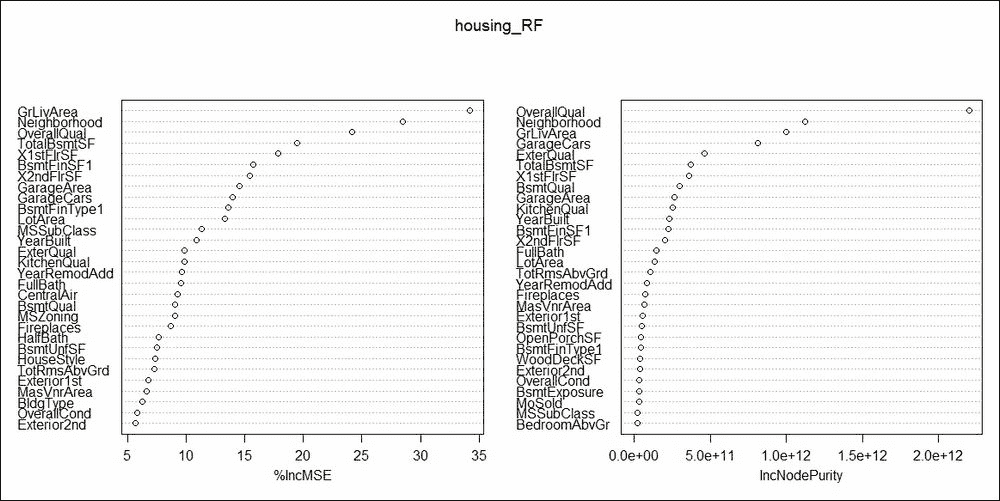 housing_RF
GrLivArea
Neighborhood
OverallQual
TotalBsmtSF
X1stFlrSF
BsmtFinSF1
X2ndFlrSF
GarageArea
GarageCars
BsmtFinType1
LotArea
MSSubClass
YearBuilt
ExterQual
KitchenQual
YearRemodAdd
FullBath
CentralAir
BsmtQual
MSZoning
Fireplaces
HalfBath
BsmtUnfSF
HouseStyle
TotRmsAbvGrd
Exterior1st
MasVnrArea
BldgType
OverallCond
Exterior2nd
5 10 15 20 25 30 35
%IncMSE
OverallQual
Neighborhood
GrLivArea
GarageCars
ExterQual
TotalBsmtSF
X1stFlrSF
BsmtQual
GarageArea
KitchenQual
YearBuilt
BsmtFinSF1
X2ndFlrSF
FullBath
LotArea
TotRmsAbvGrd
YearRemodAdd
Fireplaces
MasVnrArea
Exterior1st
BsmtUnfSF
OpenPorchSF
BsmtFinType1
WoodDeckSF
Exterior2nd
OverallCond
BsmtExposure
MoSold
MSSubClass
BedroomAbvGr
0.0e+00 5.0e+11 1.0e+12 1.5e+12 2.0e+12
IncNodePurity